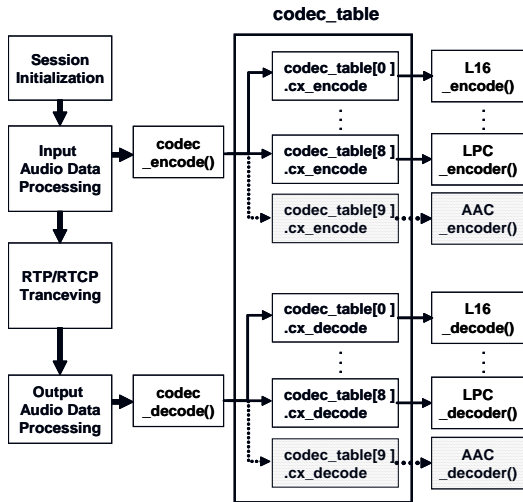 codec_table
Session
Initialization
Input
Audio Data
Processing
RTP/RTCP
Tranceving
Output
Audio Data
Processing
codec
_encode()
codec
_decode()
codec_table[0 ]
.cx_encode
codec_table[8 ]
.cx_encode
codec_table[9 ]
.cx_encode
codec_table[0 ]
.cx_decode
codec_table[8 ]
.cx_decode
codec_table[9 ]
.cx_decode
L16
_encode()
LPC
_encoder()
AAC
_encoder()
L16
_decode()
LPC
_decoder()
AAC
_decoder()